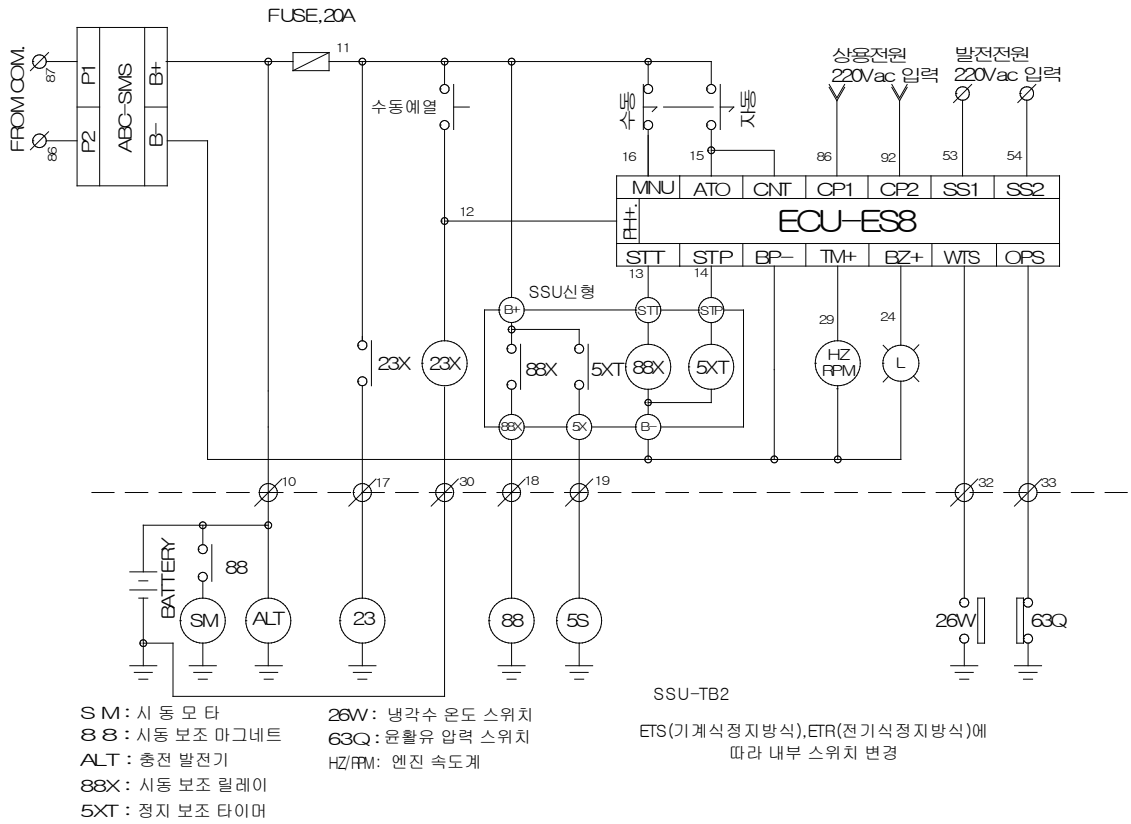 FUSE,20A
FROM COM.
87
86
P1
P2
ABC-SMS
B+
B-
11
수동예열
수동
자동
상용전원
220Vac 입력
발전전원
220Vac 입력
16
15
86
92
53
54
MNU
ATO
CNT
CP1
CP2
SS1
SS2
PH+.
ECU-ES8
12
STT
STP
BP-
TM+
BZ+
WTS
OPS
13
14
SSU신형
B+
STT
STP
29
24
23X
23X
88X
5XT
88X
5XT
HZ
RPM
L
88X
5X
B-
10
17
30
18
19
32
33
BATTERY
88
SM
ALT
23
88
5S
26W
63Q
SM : 시 동 모 타
88 : 시동 보조 마그네트
ALT : 충전 발전기
88X : 시동 보조 릴레이
5XT : 정지 보조 타이머
26W : 냉각수 온도 스위치
63Q : 윤활유 압력 스위치
HZ/RPM: 엔진 속도계
SSU-TB2
ETS(기계식정지방식),ETR(전기식정지방식)에
따라 내부 스위치 변경